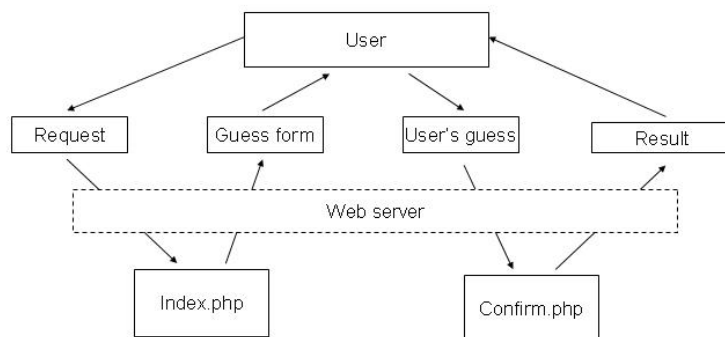 User
Request
Guess form
User's guess
Result
Web server
Index.php
Confirm.php